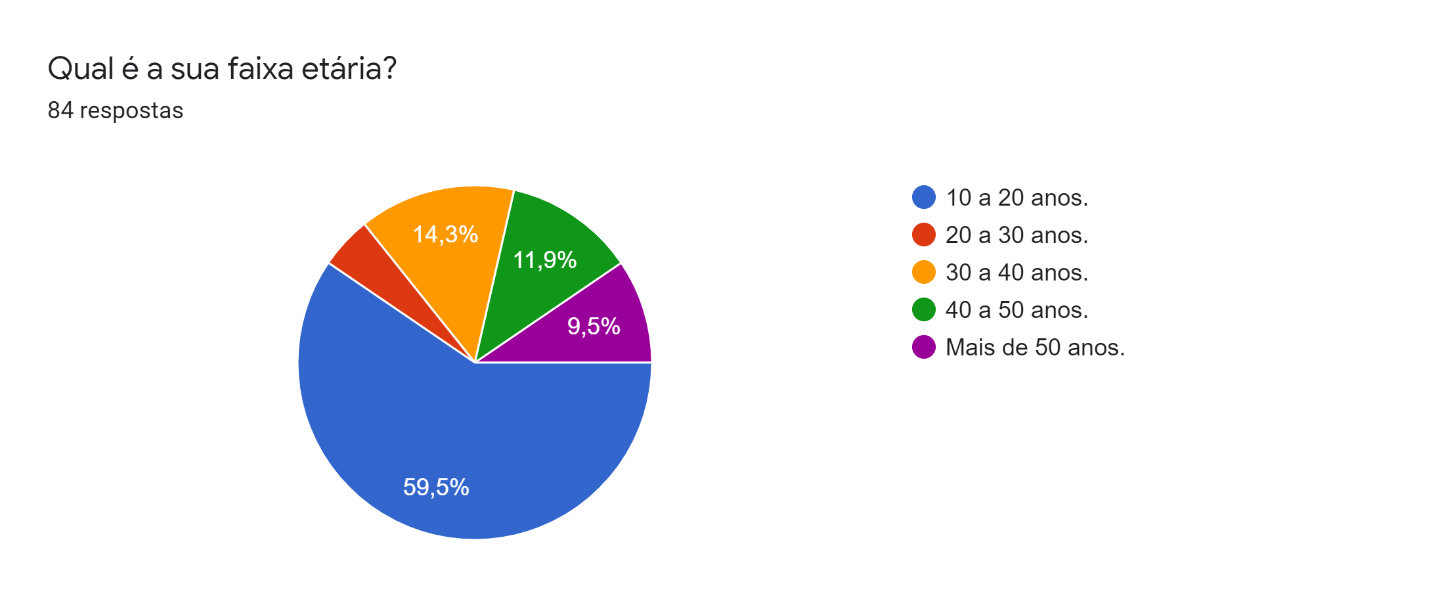 Qual é a sua faixa etária?
84 respostas
10 a 20 anos.
20 a 30 anos.
30 a 40 anos.
40 a 50 anos.
Mais de 50 anos.
14,3%
11,9%
9,5%
59,5%